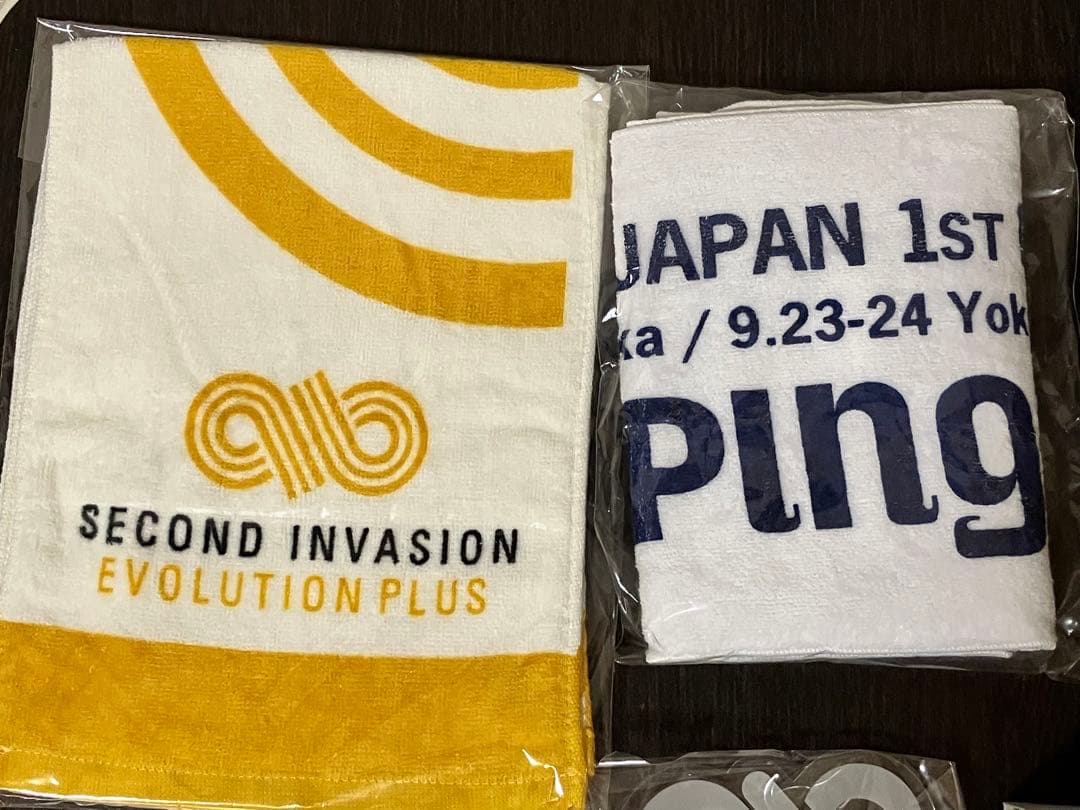 SECOND INVASION
EVOLUTION PLUS
JAPAN 1ST
ka / 9.23-24 Yok
Ping